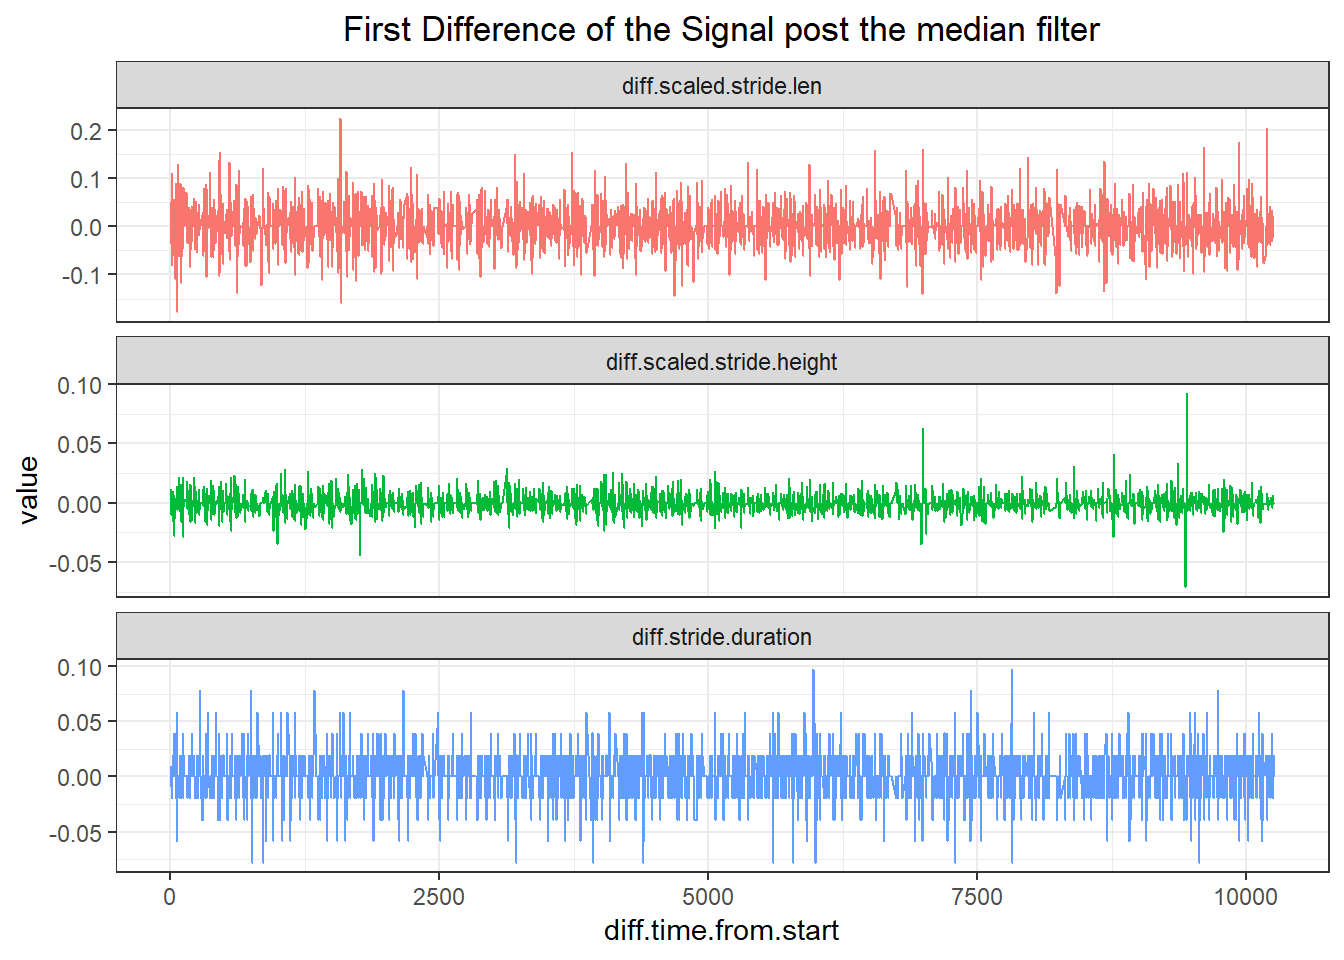 First Difference of the Signal post the median filter
diff.scaled.stride.len
0.2
0.1
0.0
-0.1
diff.scaled.stride.height
0.10
0.05
0.00
-0.05
value
diff.stride.duration
0.10
0.05
0.00
-0.05
0 2500 5000 7500 10000
diff.time.from.start